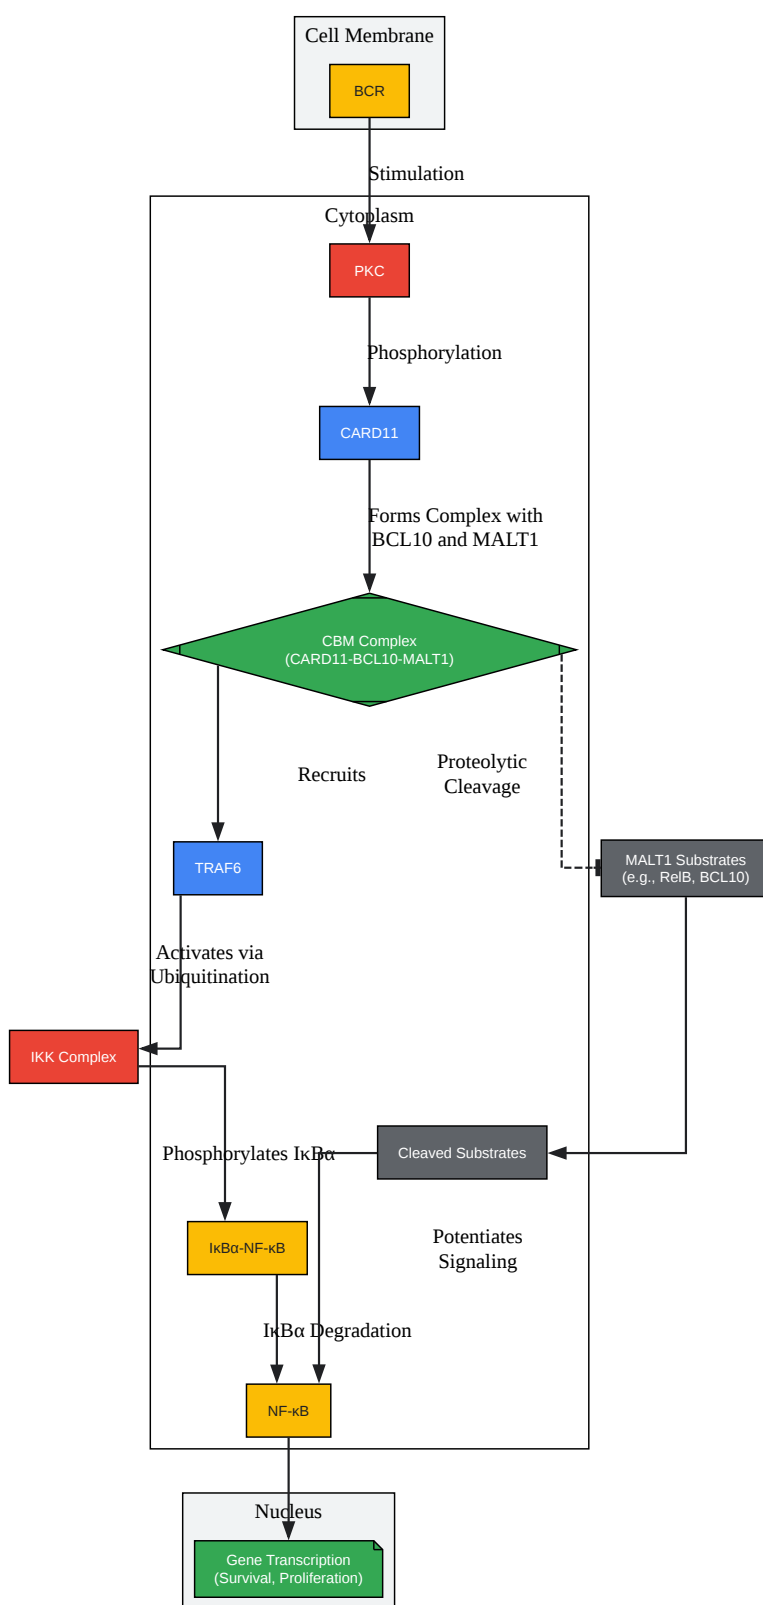 Cell Membrane
BCR
Stimulation
Cytoplasm
PKC
Phosphorylation
CARD11
Forms Complex with
BCL10 and MALT1
CBM Complex
(CARD11-BCL10-MALT1)
Recruits
Proteolytic
Cleavage
TRAF6
MALT1 Substrates
(e.g., RelB, BCL10)
Activates via
Ubiquitination
IKK Complex
Phosphorylates IκBα
Cleaved Substrates
IκBα-NF-κB
Potentiates
Signaling
IκBα Degradation
NF-κB
Nucleus
Gene Transcription
(Survival, Proliferation)